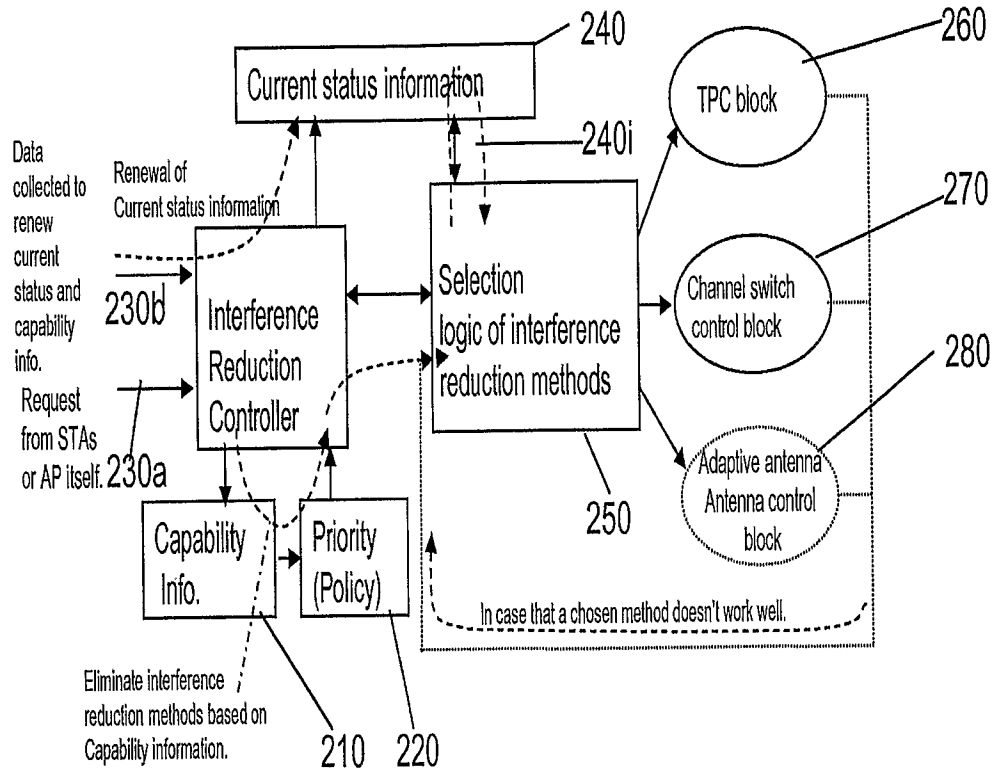 240
Current status information
260
TPC block
240i
Data
collected to
renew
current
status and
capability
info.
Renewal of
Current status information
270
230b
Interference
Reduction
Controller
Selection
logic of interference
reduction methods
Channel switch
control block
280
Request
from STAs
or AP itself.
230a
Adaptive antenna
Antenna control
block
250
Capability
Info.
Priority
(Policy)
In case that a chosen method doesn't work well.
Eliminate interference
reduction methods based on
Capability information.
210
220